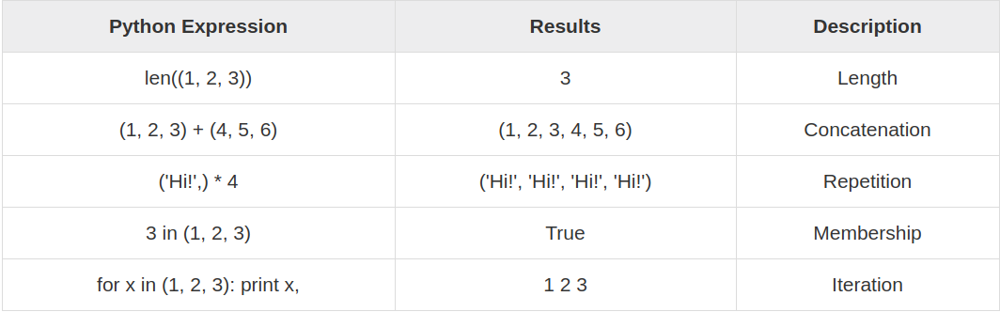 Python Expression Results Description
len((1, 2, 3)) 3 Length
(1, 2, 3) + (4, 5, 6) (1, 2, 3, 4, 5, 6) Concatenation
('Hi!',) * 4 ('Hi!', 'Hi!', 'Hi!', 'Hi!') Repetition
3 in (1, 2, 3) True Membership
for x in (1, 2, 3): print x, 1 2 3 Iteration